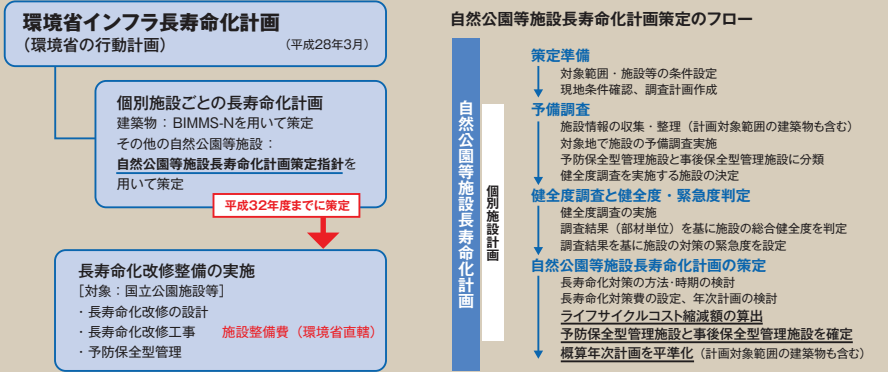 環境省インフラ長寿命化計画
(環境省の行動計画) (平成28年3月)
個別施設ごとの長寿命化計画
建築物：BIMMS-Nを用いて策定
その他の自然公園等施設：
自然公園等施設長寿命化計画策定指針を
用いて策定
平成32年度までに策定
長寿命化改修整備の実施
［対象：国立公園施設等］
・長寿命化改修の設計
・長寿命化改修工事 施設整備費（環境省直轄）
・予防保全型管理
自然公園等施設長寿命化計画策定のフロー
自然公園等施設長寿命化計画
個別施設計画
策定準備
対象範囲・施設等の条件設定
現地条件確認、調査計画作成
予備調査
施設情報の収集・整理（計画対象範囲の建築物も含む）
対象地で施設の予備調査実施
予防保全型管理施設と事後保全型管理施設に分類
健全度調査を実施する施設の決定
健全度調査と健全度・緊急度判定
健全度調査の実施
調査結果（部材単位）を基に施設の総合健全度を判定
調査結果を基に施設の対策の緊急度を設定
自然公園等施設長寿命化計画の策定
長寿命化対策の方法・時期の検討
長寿命化対策費の設定、年次計画の検討
ライフサイクルコスト縮減額の算出
予防保全型管理施設と事後保全型管理施設を確定
概算年次計画を平準化（計画対象範囲の建築物も含む）